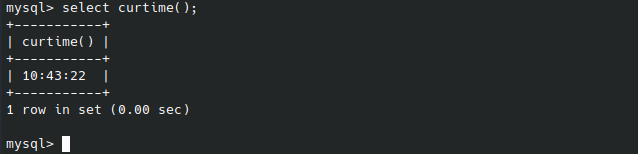 mysql> select curtime();
+-----------+
| curtime() |
+-----------+
| 10:43:22  |
+-----------+
1 row in set (0.00 sec)

mysql>